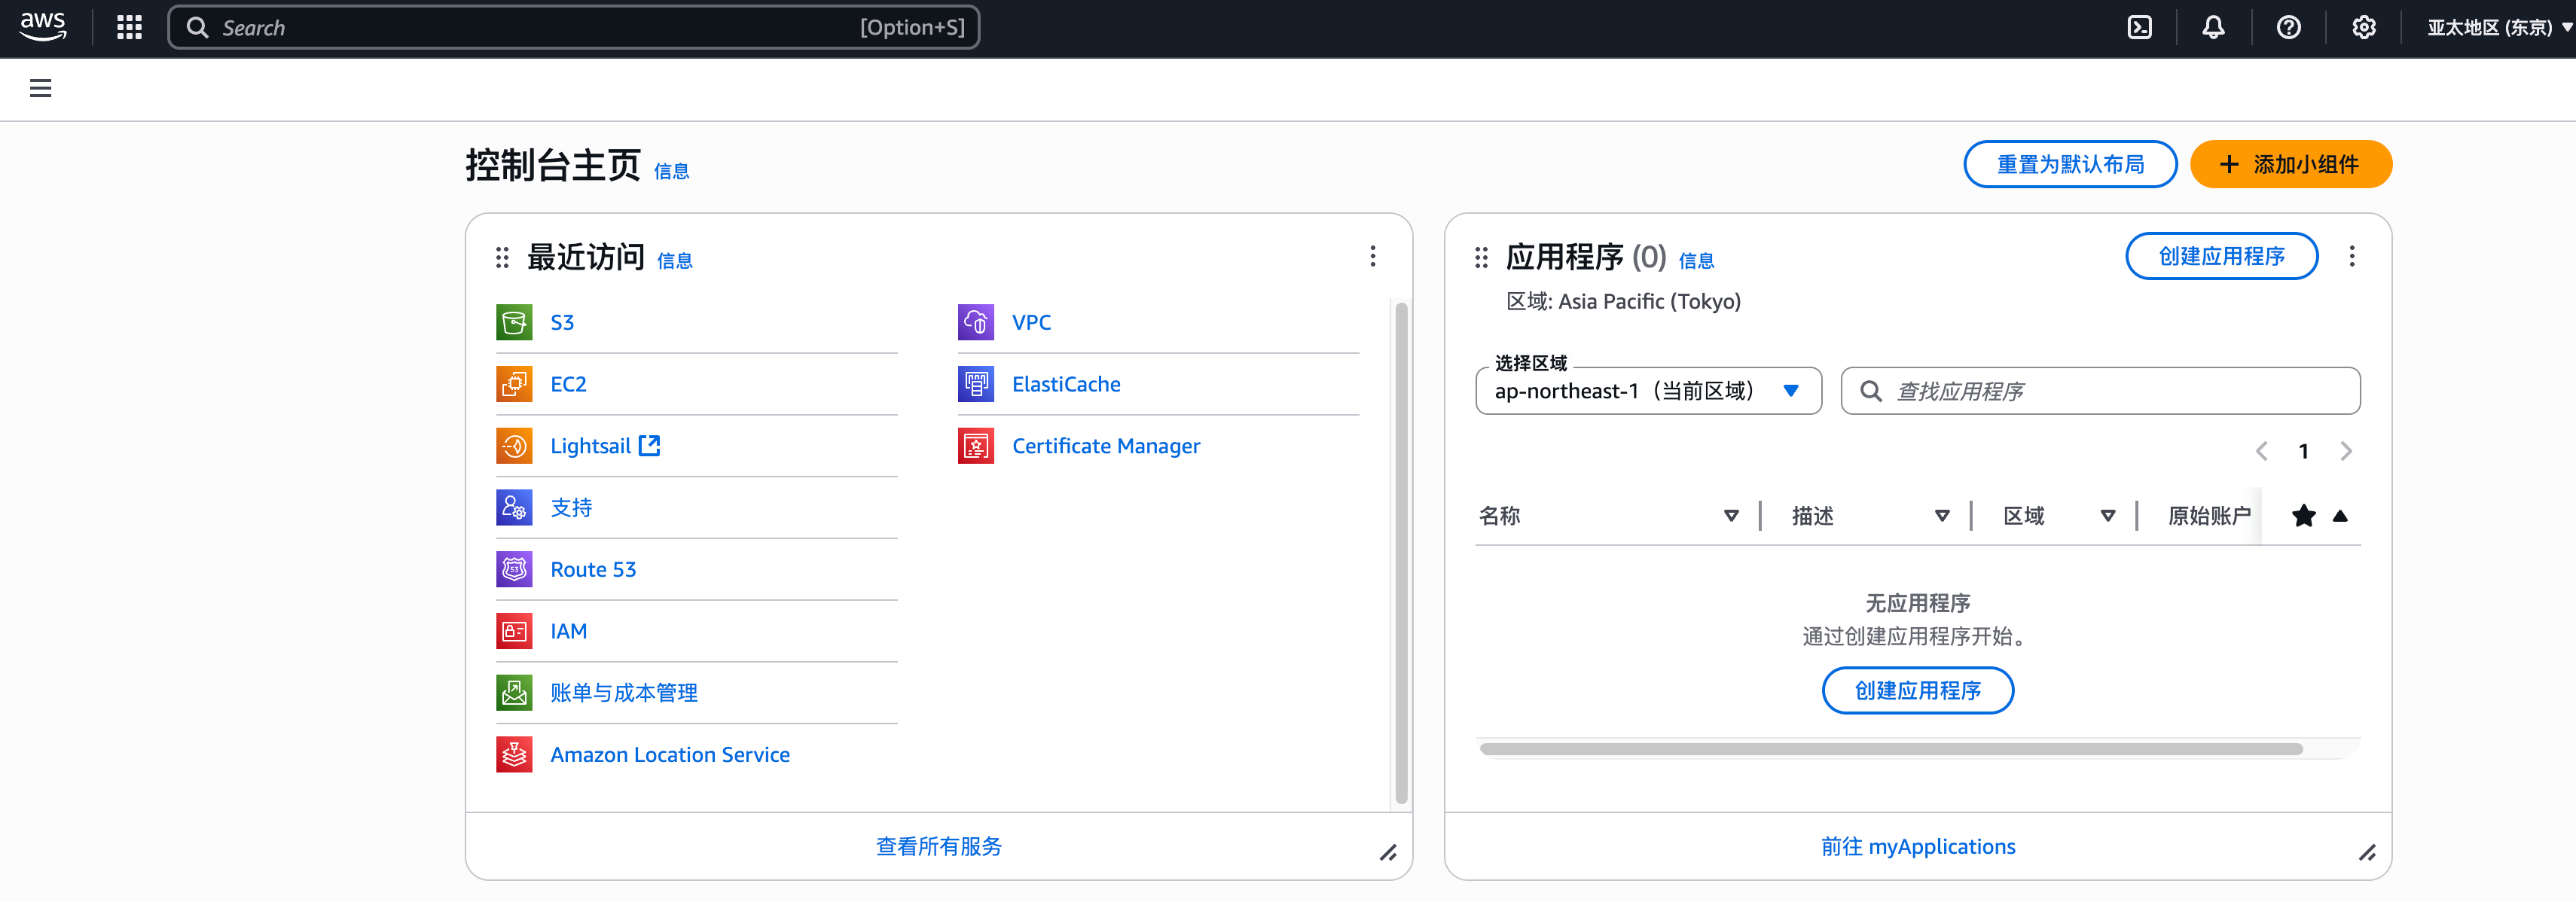 aws
Search [Option+S]
亚太地区 (东京)
控制台主页 信息
重置为默认布局
添加小组件
最近访问 信息
S3
EC2
Lightsail
支持
Route 53
IAM
账单与成本管理
Amazon Location Service
VPC
ElastiCache
Certificate Manager
查看所有服务
应用程序 (0) 信息
创建应用程序
区域: Asia Pacific (Tokyo)
选择区域
ap-northeast-1（当前区域）
查找应用程序
1
名称 描述 区域 原始账户
无应用程序
通过创建应用程序开始。
创建应用程序
前往 myApplications